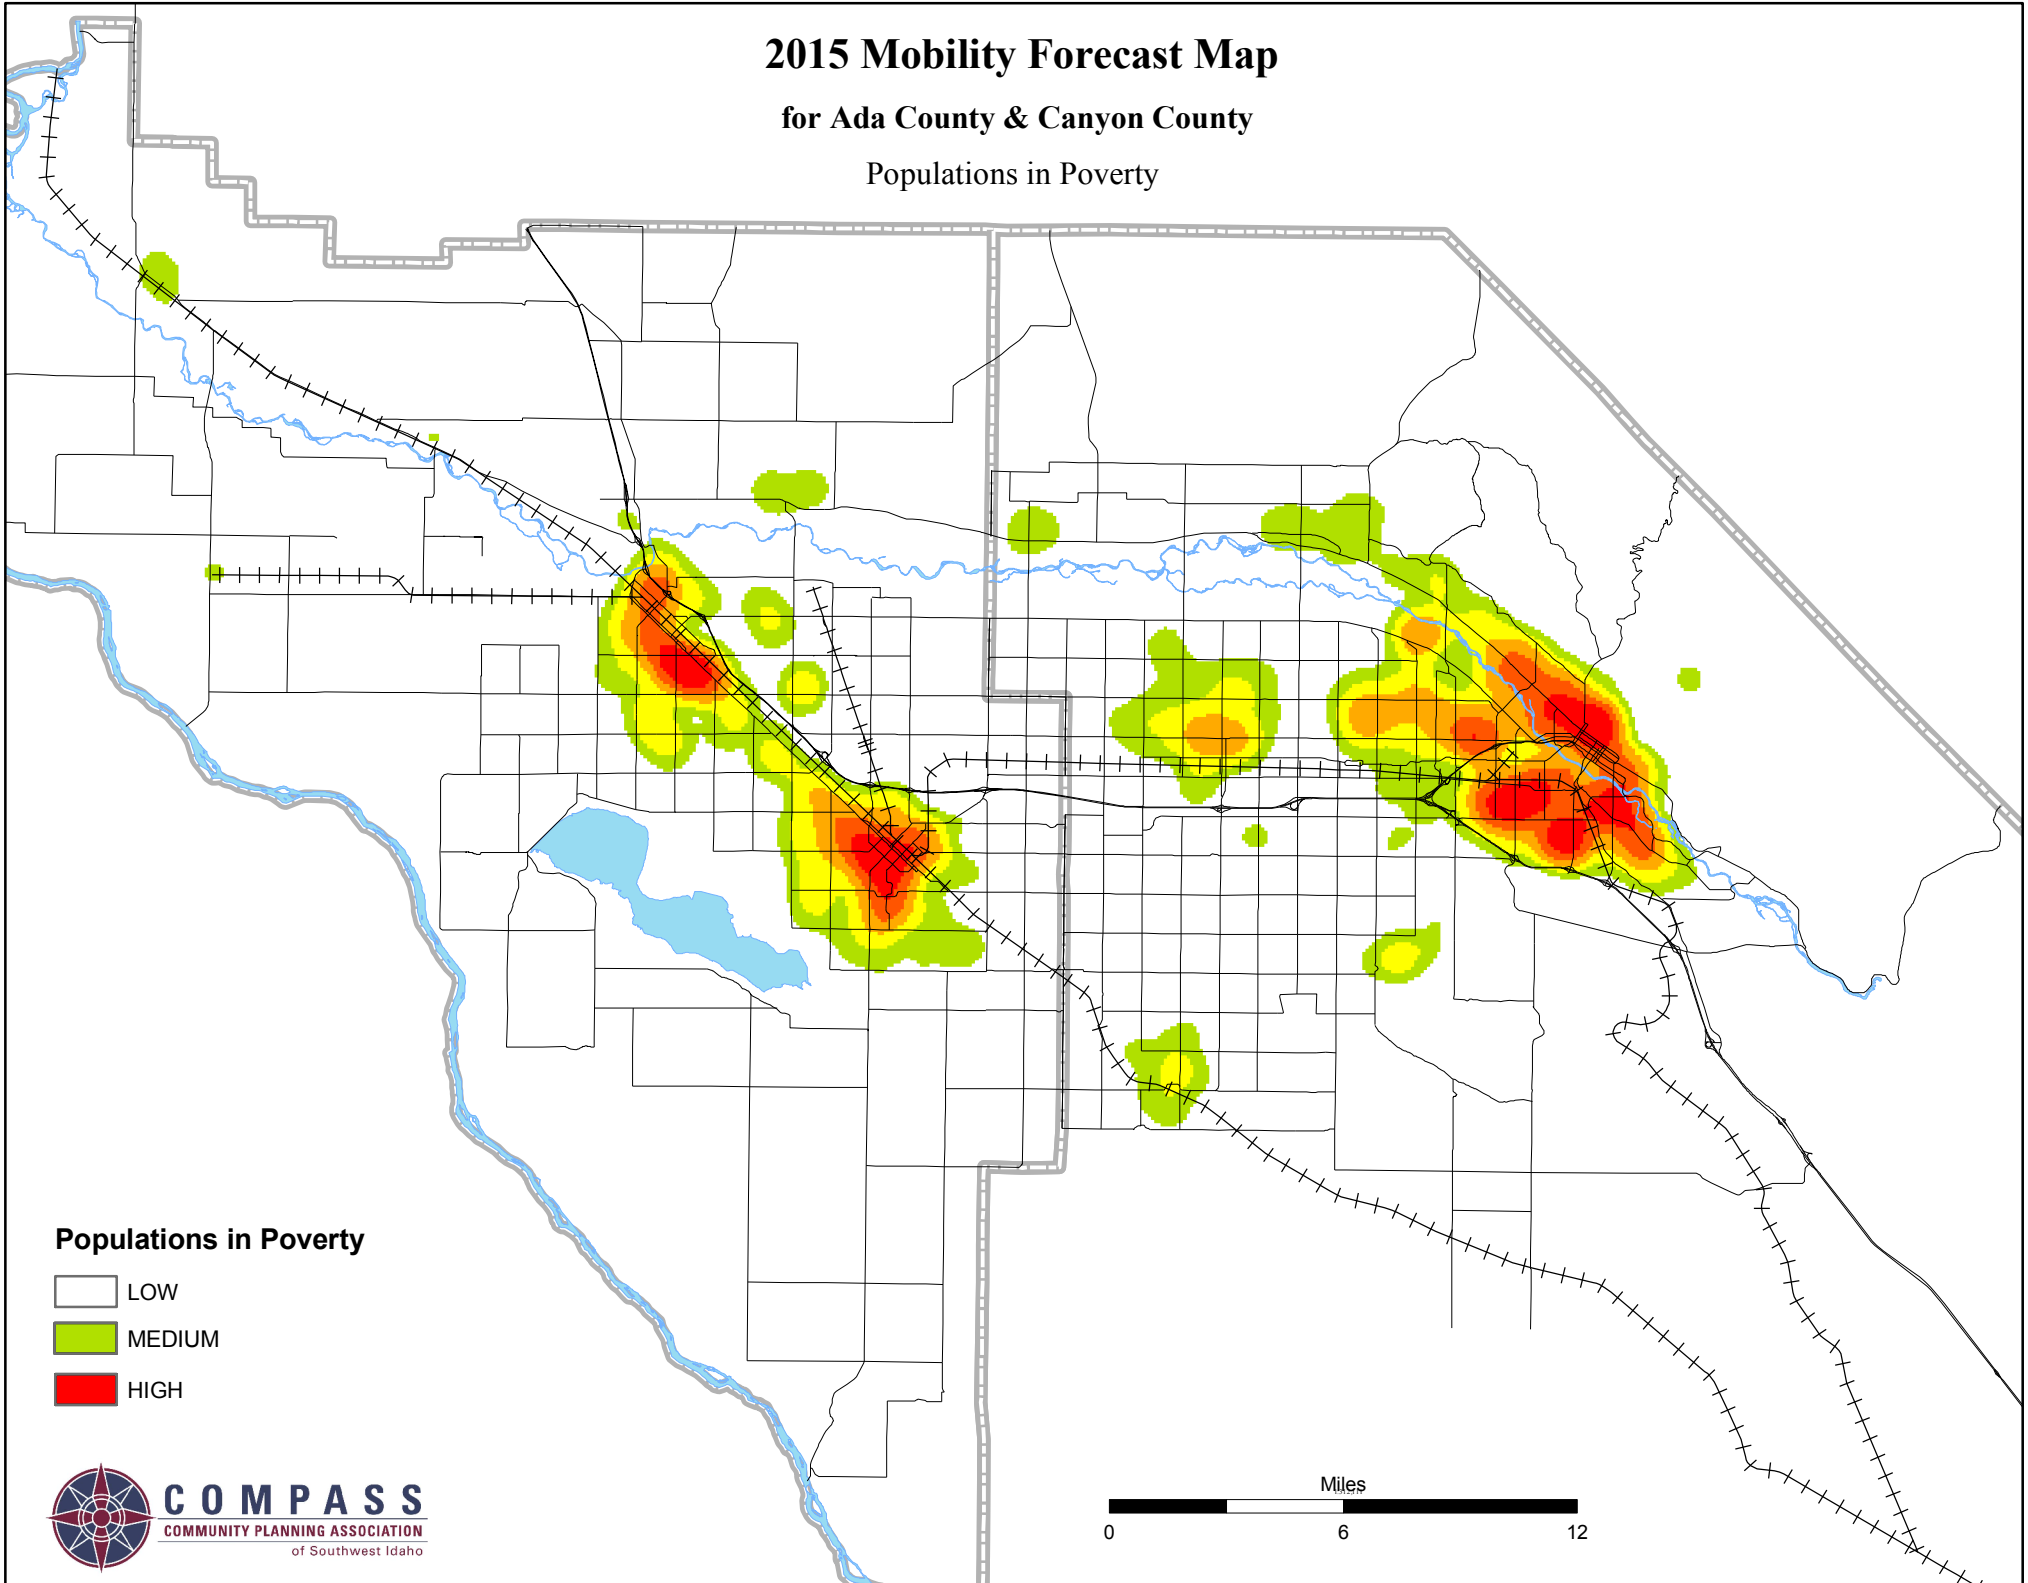 2015 Mobility Forecast Map
for Ada County & Canyon County
Populations in Poverty
Populations in Poverty
LOW
MEDIUM
HIGH
COMPASS
COMMUNITY PLANNING ASSOCIATION
of Southwest Idaho
Miles
0 6 12